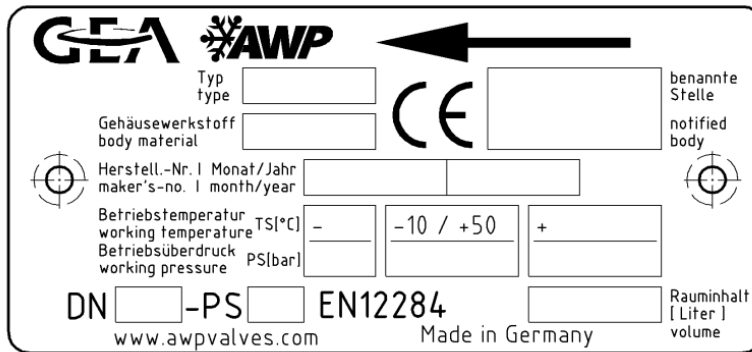 GEA AWP
Typ
type
benannte
Stelle
CE
Gehäusewerkstoff
body material
notified
body
Herstell.-Nr. | Monat/Jahr
maker's-no. | month/year
Betriebstemperatur
working temperature TS[°C] - -10 / +50 +
Betriebsüberdruck
working pressure PS[bar]
DN -PS EN12284
Rauminhalt
[ Liter ]
volume
www.awpvalves.com Made in Germany